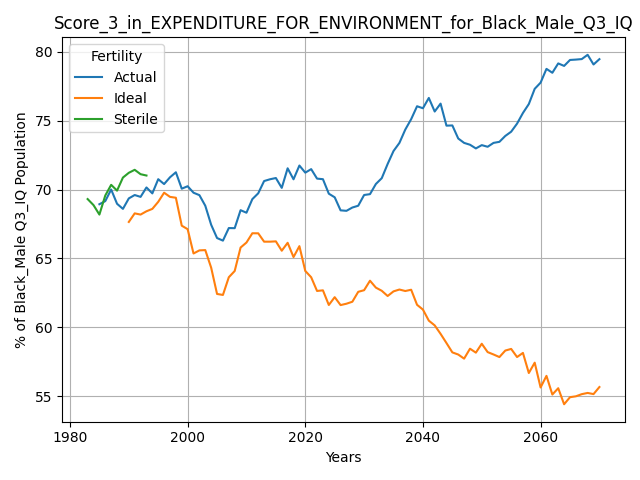 Score_3_in_EXPENDITURE_FOR_ENVIRONMENT_for_Black_Male_Q3_IQ
Fertility
Actual
Ideal
Sterile
% of Black_Male Q3_IQ Population
80
75
70
65
60
55
1980
2000
2020
2040
2060
Years